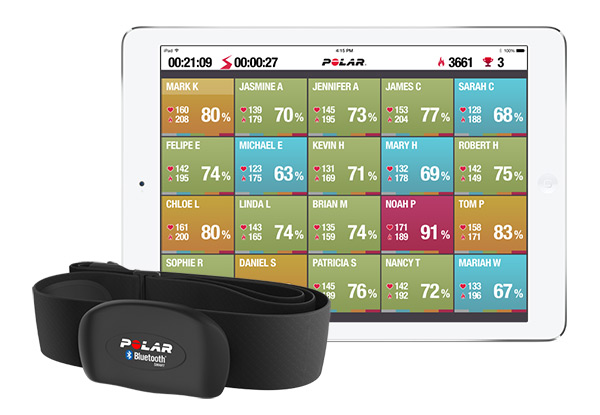 iPad 4:15 PM 100%
00:21:09 00:00:27 POLAR 3661 3
MARK K JASMINE A JENNIFER A JAMES C SARAH C
160 208 80% 139 179 70% 145 195 73% 153 204 77% 128 188 68%
FELIPE E MICHAEL E KEVIN H MARY H ROBERT H
142 195 74% 123 175 63% 131 169 71% 132 178 69% 142 149 75%
CHLOE L LINDA L BRIAN M NOAH P TOM P
161 200 80% 143 165 74% 135 159 74% 171 189 91% 158 171 83%
SOPHIE R DANIEL S PATRICIA S NANCY T MARIAH W
145 189 76% 142 192 72% 133 196 67%
POLAR
Bluetooith
SMART